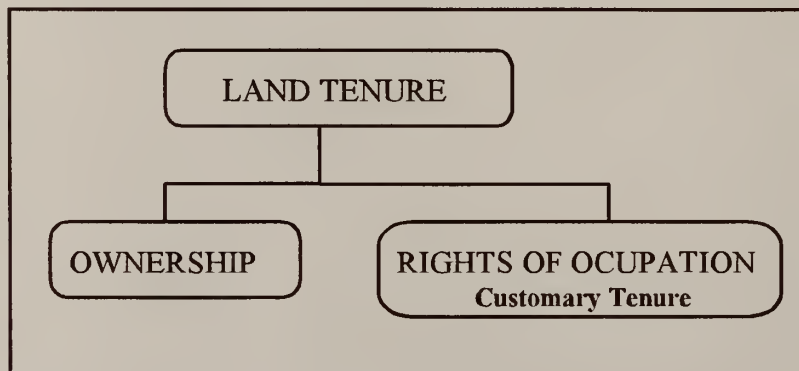 LAND TENURE
OWNERSHIP
RIGHTS OF OCUPATION
Customary Tenure